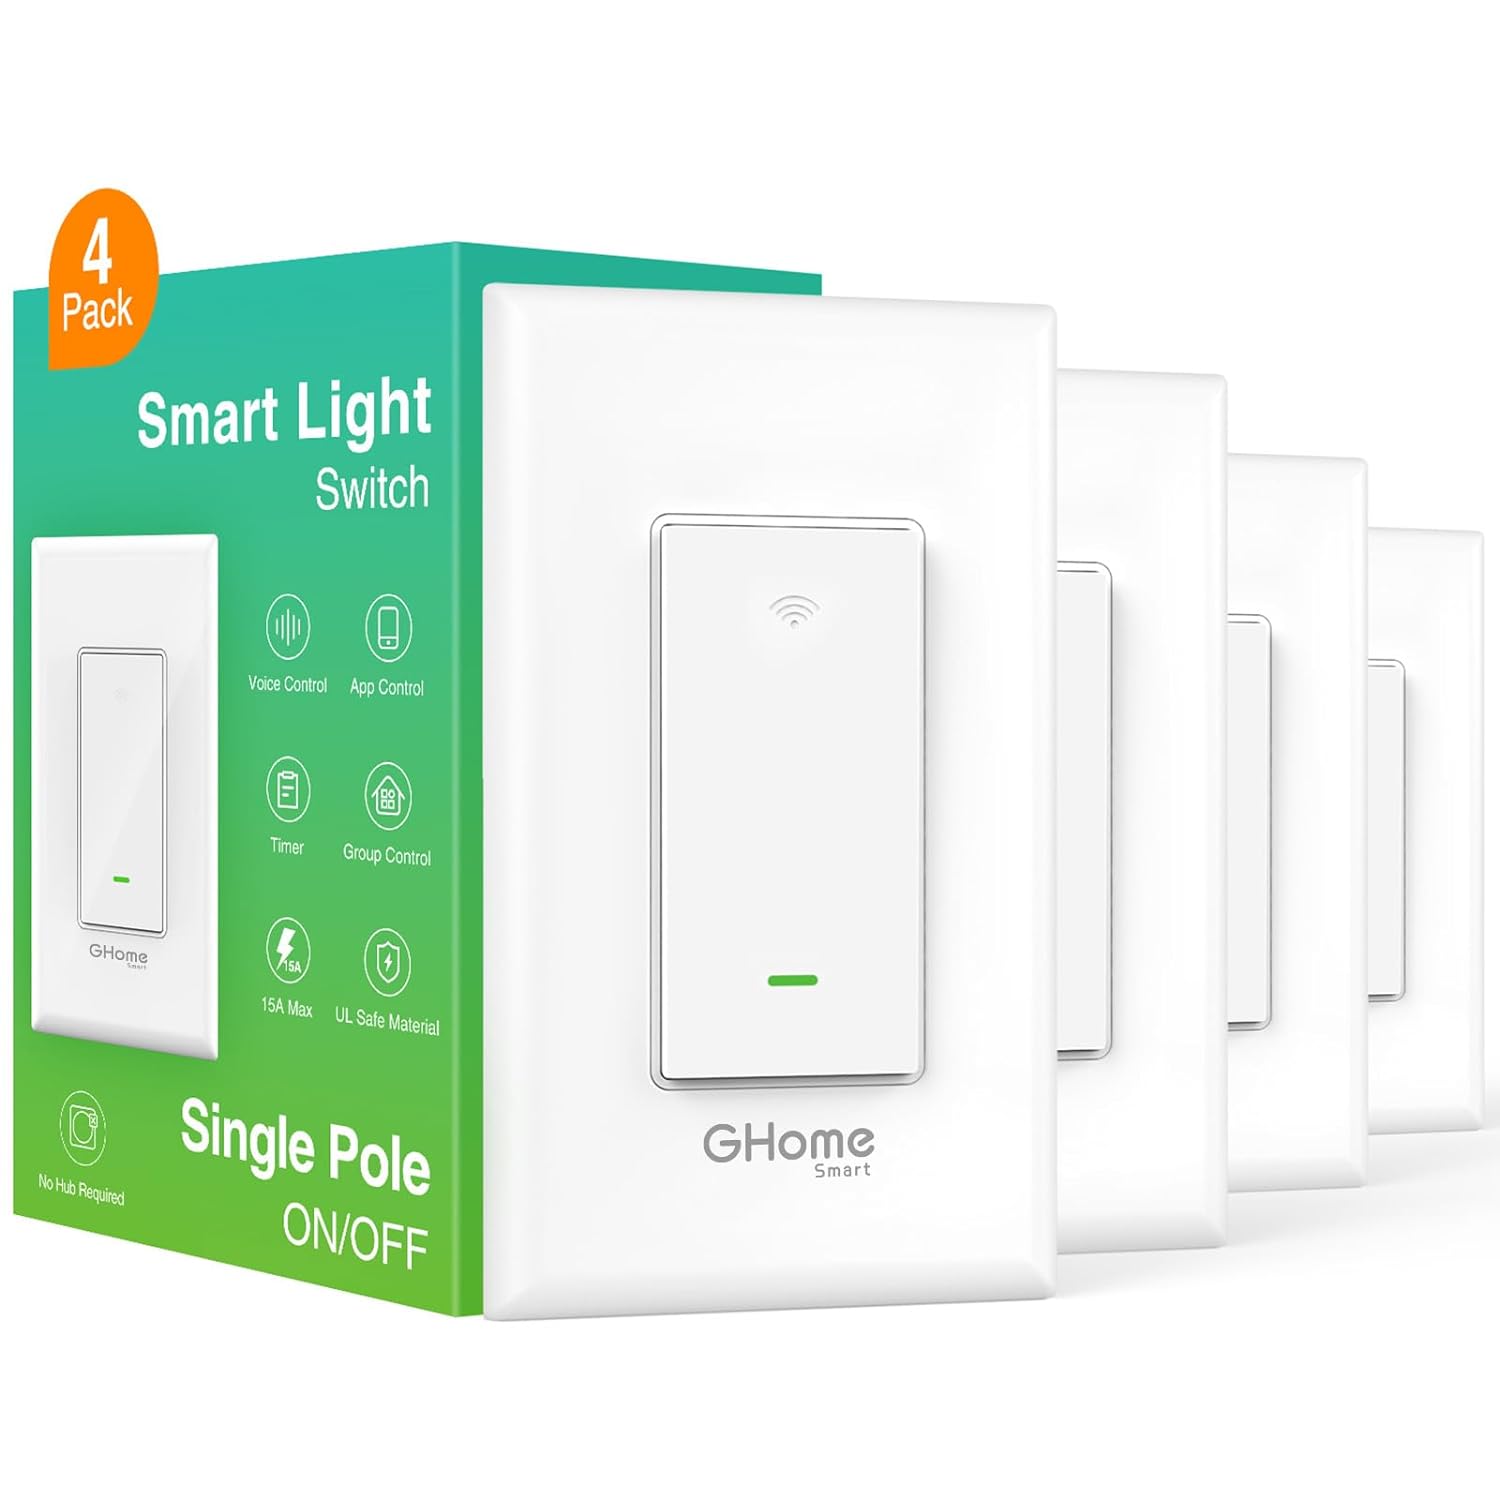 4
Pack
Smart Light
Switch
Voice Control
App Control
Timer
Group Control
15A
15A Max
UL Safe Material
GHome
Smart
No Hub Required
Single Pole
ON/OFF
GHome
Smart